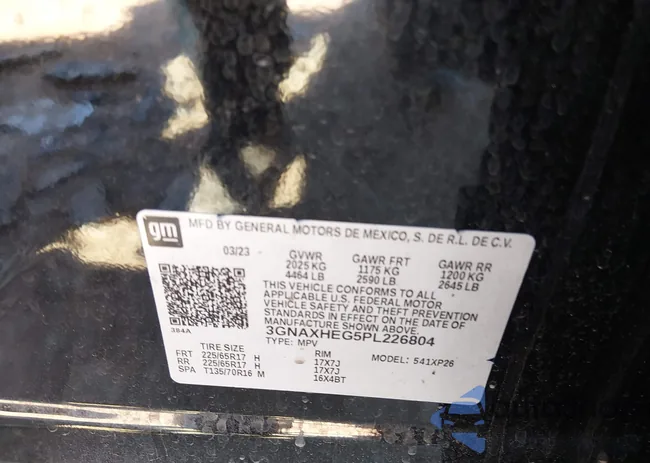 gm
MFD BY GENERAL MOTORS DE MEXICO, S. DE R.L. DE C.V.
03/23 GVWR GAWR FRT GAWR RR
2025 KG 1175 KG 1200 KG
4464 LB 2590 LB 2645 LB
THIS VEHICLE CONFORMS TO ALL
APPLICABLE U.S. FEDERAL MOTOR
VEHICLE SAFETY AND THEFT PREVENTION
STANDARDS IN EFFECT ON THE DATE OF
MANUFACTURE SHOWN ABOVE.
384A
3GNAXHEG5PL226804
TYPE: MPV
TIRE SIZE RIM MODEL: 541XP26
FRT 225/65R17 H 17X7J
RR 225/65R17 H 17X7J
SPA T135/70R16 M 16X4BT